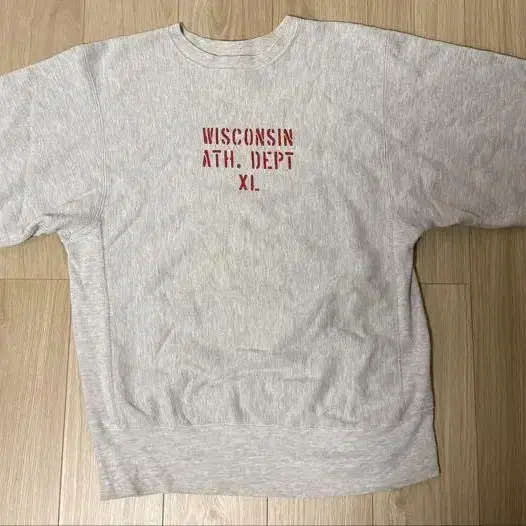 WISCONSIN
ATH. DEPT
XL